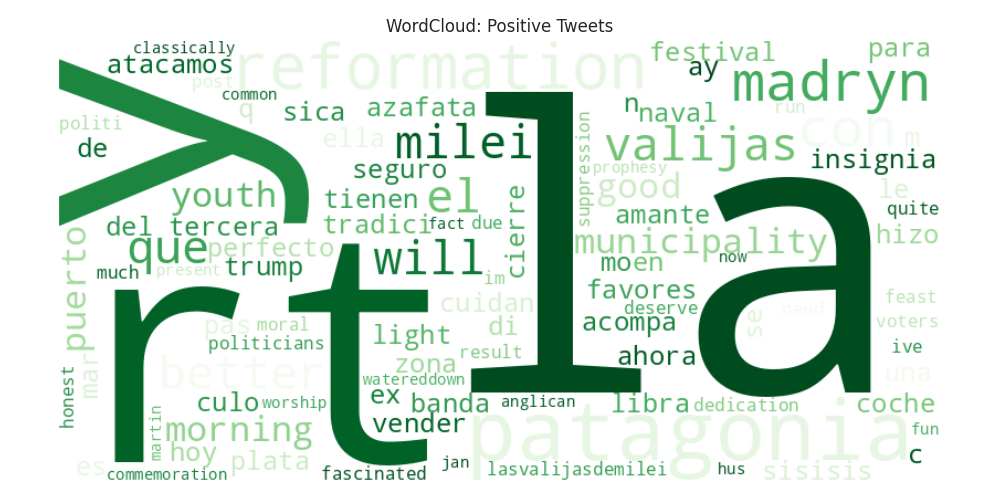 WordCloud: Positive Tweets
classically
atacamos
reformation
festival
para
ay
post
common
madryn
y
q
sica
azafata
n
naval
run
politi
de
ella
milei
la
suppression
valijas
con
m
insignia
prophesy
seguro
youth
tienen
el
good
le
quite
del tercera
tradici
fact
due
cierre
amante
hizo
que
perfecto
municipality
puerto
much
present
trump
will
im
moen
now
rt
cuidan
favores
deserve
need
feast
pas
moral
di
acompa
se
voters
politicians
light
result
ahora
ive
mar
better
zona
watereddown
una
honest
culo
worship
ex
banda
anglican
libra
dedication
coche
martin
morning
vender
patagonia
fun
hoy
c
es
plata
jan
commemoration
fascinated
lasvalijasdemilei
hus
sisisis